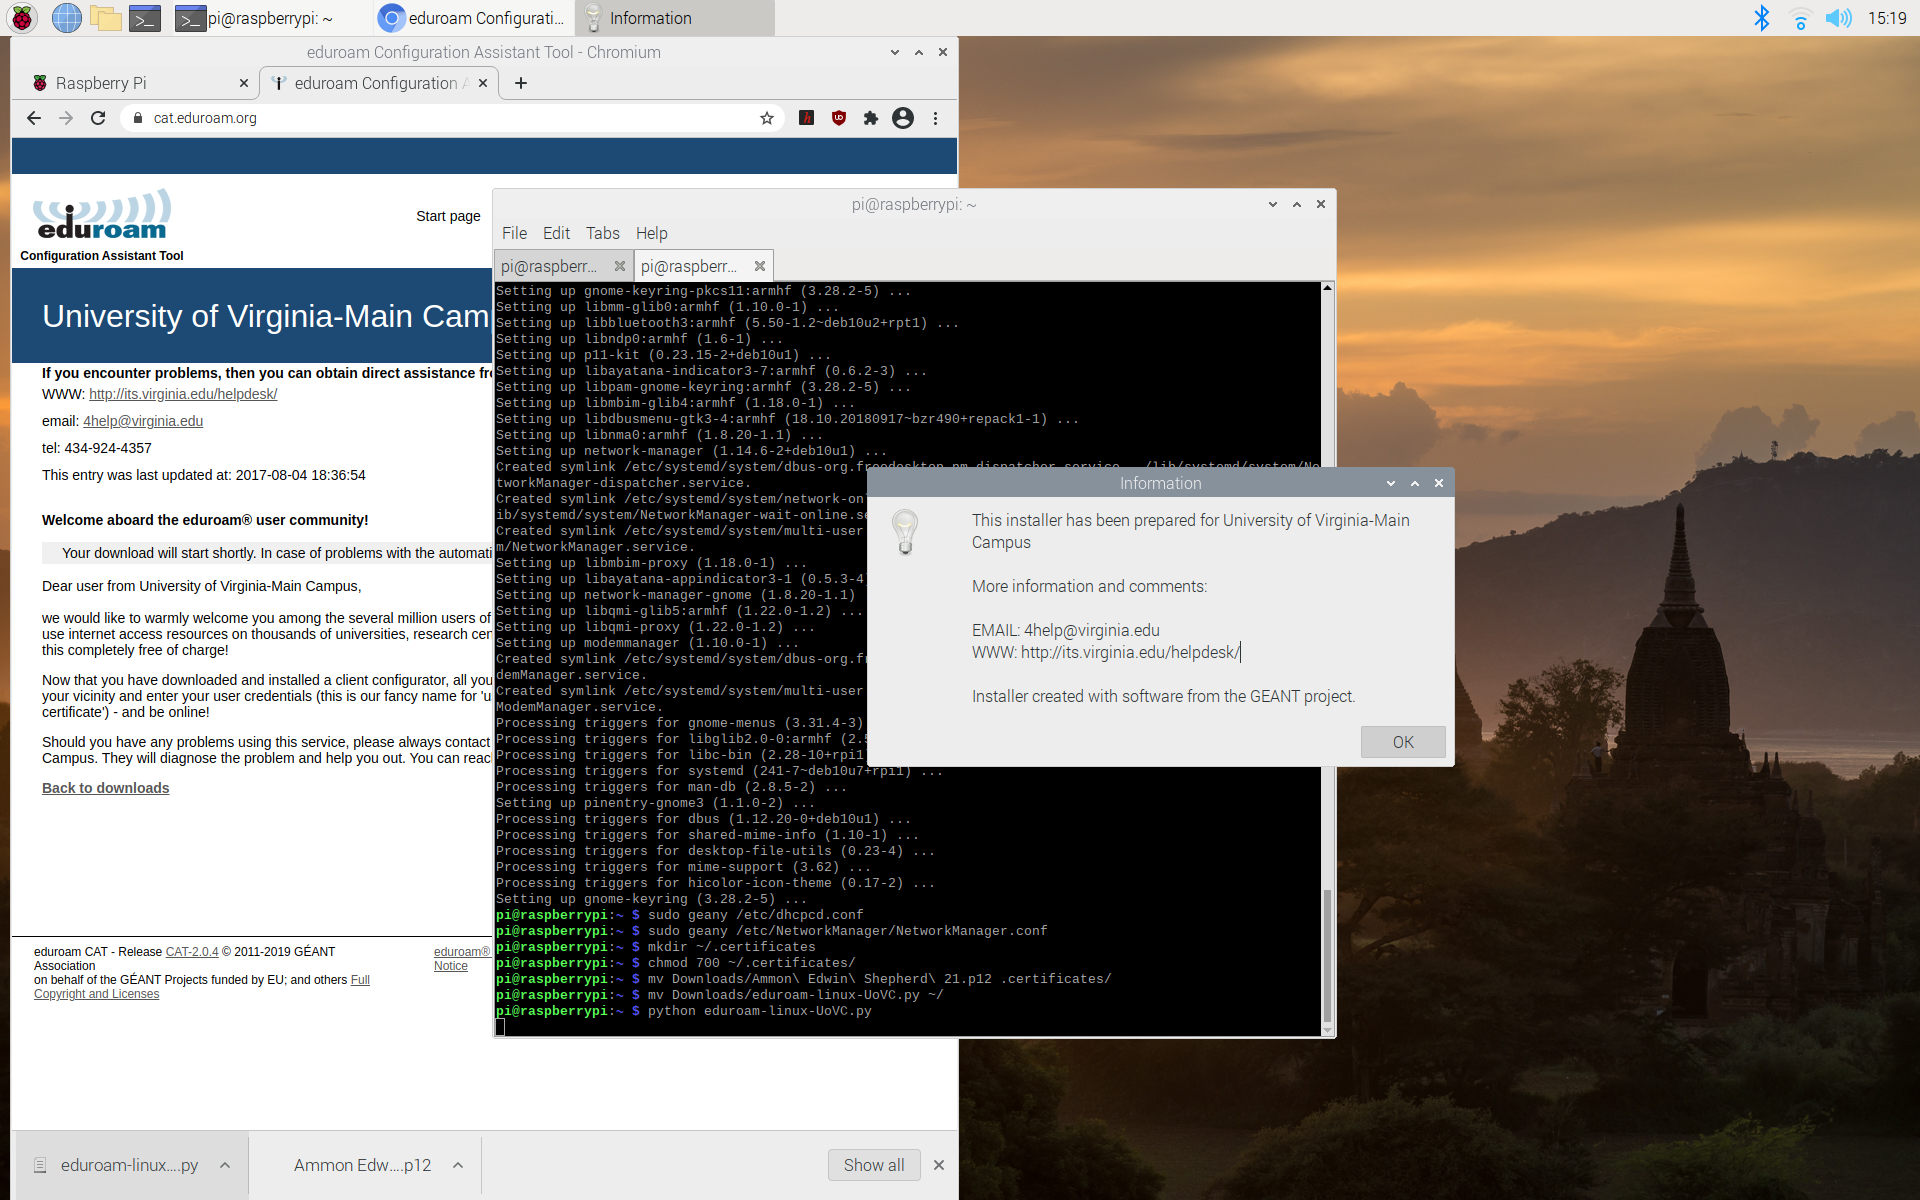 pi@raspberrypi: ~
eduroam Configurati...
Information
15:19
eduroam Configuration Assistant Tool - Chromium
Raspberry Pi
eduroam Configuration A
cat.eduroam.org
eduroam
Configuration Assistant Tool
Start page
University of Virginia-Main Cam
If you encounter problems, then you can obtain direct assistance fr
WWW: http://its.virginia.edu/helpdesk/
email: 4help@virginia.edu
tel: 434-924-4357
This entry was last updated at: 2017-08-04 18:36:54
Welcome aboard the eduroam® user community!
Your download will start shortly. In case of problems with the automati
Dear user from University of Virginia-Main Campus,
we would like to warmly welcome you among the several million users of
use internet access resources on thousands of universities, research cen
this completely free of charge!
Now that you have downloaded and installed a client configurator, all you
your vicinity and enter your user credentials (this is our fancy name for 'u
certificate') - and be online!
Should you have any problems using this service, please always contact
Campus. They will diagnose the problem and help you out. You can reac
Back to downloads
eduroam CAT - Release CAT-2.0.4 © 2011-2019 GÉANT
Association
on behalf of the GÉANT Projects funded by EU; and others Full
Copyright and Licenses
eduroam®
Notice
eduroam-linux....py
Ammon Edw....p12
Show all
pi@raspberrypi: ~
File Edit Tabs Help
pi@raspberr...
pi@raspberr...
Setting up gnome-keyring-pkcs11:armhf (3.28.2-5) ...
Setting up libmm-glib0:armhf (1.10.0-1) ...
Setting up libbluetooth3:armhf (5.50-1.2~deb10u2+rpt1) ...
Setting up libndp0:armhf (1.6-1) ...
Setting up p11-kit (0.23.15-2+deb10u1) ...
Setting up libayatana-indicator3-7:armhf (0.6.2-3) ...
Setting up libpam-gnome-keyring:armhf (3.28.2-5) ...
Setting up libmbim-glib4:armhf (1.18.0-1) ...
Setting up libdbusmenu-gtk3-4:armhf (18.10.20180917~bzr490+repack1-1) ...
Setting up libnma0:armhf (1.8.20-1.1) ...
Setting up network-manager (1.14.6-2+deb10u1) ...
Created symlink /etc/systemd/system/dbus-org.freedesktop.nm-dispatcher.service → /lib/systemd/system/Ne
tworkManager-dispatcher.service.
Created symlink /etc/systemd/system/network-on
ib/systemd/system/NetworkManager-wait-online.se
Created symlink /etc/systemd/system/multi-user
m/NetworkManager.service.
Setting up libmbim-proxy (1.18.0-1) ...
Setting up libayatana-appindicator3-1 (0.5.3-4)
Setting up network-manager-gnome (1.8.20-1.1)
Setting up libqmi-glib5:armhf (1.22.0-1.2) ...
Setting up libqmi-proxy (1.22.0-1.2) ...
Setting up modemmanager (1.10.0-1) ...
Created symlink /etc/systemd/system/dbus-org.fr
demManager.service.
Created symlink /etc/systemd/system/multi-user
ModemManager.service.
Processing triggers for gnome-menus (3.31.4-3)
Processing triggers for libglib2.0-0:armhf (2.5
Processing triggers for libc-bin (2.28-10+rpi1
Processing triggers for systemd (241-7~deb10u7+rpi1) ...
Processing triggers for man-db (2.8.5-2) ...
Setting up pinentry-gnome3 (1.1.0-2) ...
Processing triggers for dbus (1.12.20-0+deb10u1) ...
Processing triggers for shared-mime-info (1.10-1) ...
Processing triggers for desktop-file-utils (0.23-4) ...
Processing triggers for mime-support (3.62) ...
Processing triggers for hicolor-icon-theme (0.17-2) ...
Setting up gnome-keyring (3.28.2-5) ...
pi@raspberrypi:~ $ sudo geany /etc/dhcpcd.conf
pi@raspberrypi:~ $ sudo geany /etc/NetworkManager/NetworkManager.conf
pi@raspberrypi:~ $ mkdir ~/.certificates
pi@raspberrypi:~ $ chmod 700 ~/.certificates/
pi@raspberrypi:~ $ mv Downloads/Ammon\ Edwin\ Shepherd\ 21.p12 .certificates/
pi@raspberrypi:~ $ mv Downloads/eduroam-linux-UoVC.py ~/
pi@raspberrypi:~ $ python eduroam-linux-UoVC.py
Information
This installer has been prepared for University of Virginia-Main
Campus
More information and comments:
EMAIL: 4help@virginia.edu
WWW: http://its.virginia.edu/helpdesk/
Installer created with software from the GEANT project.
OK